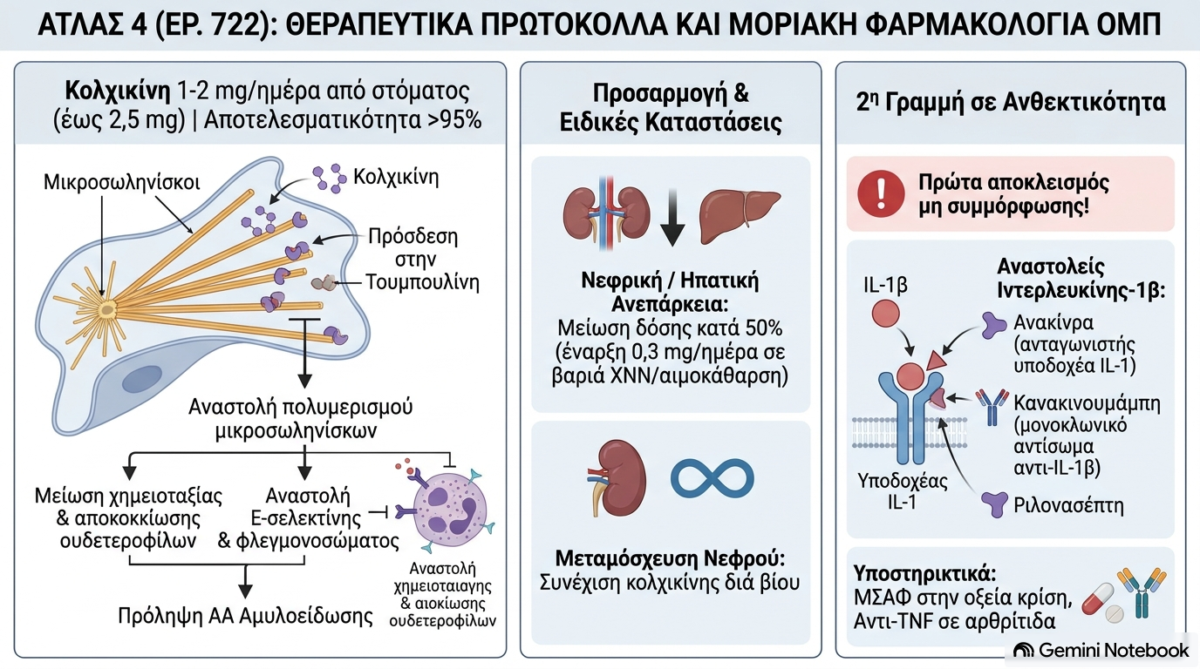 ΑΤΛΑΣ 4 (ΕΡ. 722): ΘΕΡΑΠΕΥΤΙΚΑ ΠΡΩΤΟΚΟΛΛΑ ΚΑΙ ΜΟΡΙΑΚΗ ΦΑΡΜΑΚΟΛΟΓΙΑ ΟΜΠ
Κολχικίνη 1-2 mg/ημέρα από στόματος
(έως 2,5 mg) | Αποτελεσματικότητα >95%
Μικροσωληνίσκοι
Κολχικίνη
Πρόσδεση
στην
Τουμπουλίνη
Αναστολή πολυμερισμού
μικροσωληνίσκων
Μείωση χημειοταξίας
& αποκοκκίωσης
ουδετεροφίλων
Αναστολή
Ε-σελεκτίνης
& φλεγμονοσώματος
Αναστολή
χημειοταιαγης
& αιοκίωσης
ουδετεροφίλων
Πρόληψη ΑΑ Αμυλοείδωσης
Προσαρμογή &
Ειδικές Καταστάσεις
Νεφρική / Ηπατική
Ανεπάρκεια:
Μείωση δόσης κατά 50%
(έναρξη 0,3 mg/ημέρα σε
βαριά ΧΝΝ/αιμοκάθαρση)
Μεταμόσχευση Νεφρού:
Συνέχιση κολχικίνης διά βίου
2η Γραμμή σε Ανθεκτικότητα
Πρώτα αποκλεισμός
μη συμμόρφωσης!
Αναστολείς
Ιντερλευκίνης-1β:
IL-1β
Ανακίνρα
(ανταγωνιστής
υποδοχέα IL-1)
Κανακινουμάμπη
(μονοκλωνικό
αντίσωμα
αντι-IL-1β)
Ριλονασέπτη
Υποδοχέας
IL-1
Υποστηρικτικά:
ΜΣΑΦ στην οξεία κρίση,
Αντι-TNF σε αρθρίτιδα
Gemini Notebook